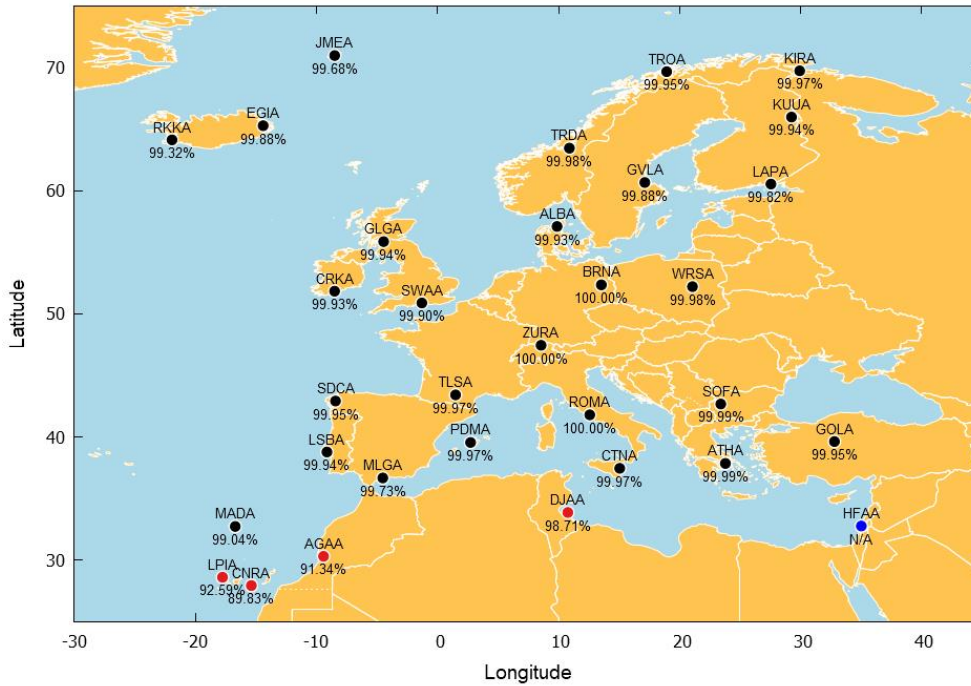 70
60
50
40
30
-30
-20
-10
0
10
20
30
40
Latitude
Longitude
JMEA
99.68%
TROA
99.95%
KIRA
99.97%
KUUA
99.94%
EGIA
99.88%
RKKA
99.32%
TRDA
99.98%
GVLA
99.88%
LAPA
99.82%
ALBA
99.93%
GLGA
99.94%
CRKA
99.93%
SWAA
99.90%
BRNA
100.00%
WRSA
99.98%
ZURA
100.00%
SDCA
99.95%
TLSA
99.97%
ROMA
100.00%
SOFA
99.99%
LSBA
99.94%
PDMA
99.97%
MLGA
99.73%
CTNA
99.97%
ATHA
99.99%
GOLA
99.95%
MADA
99.04%
AGAA
91.34%
DJAA
98.71%
HFAA
N/A
LPIA
92.59%
CNRA
89.83%